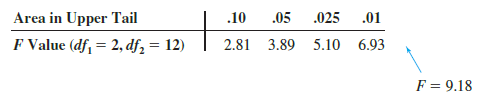 Area in Upper Tail .10 .05 .025 .01
F Value (df₁ = 2, df₂ = 12) 2.81 3.89 5.10 6.93
F = 9.18